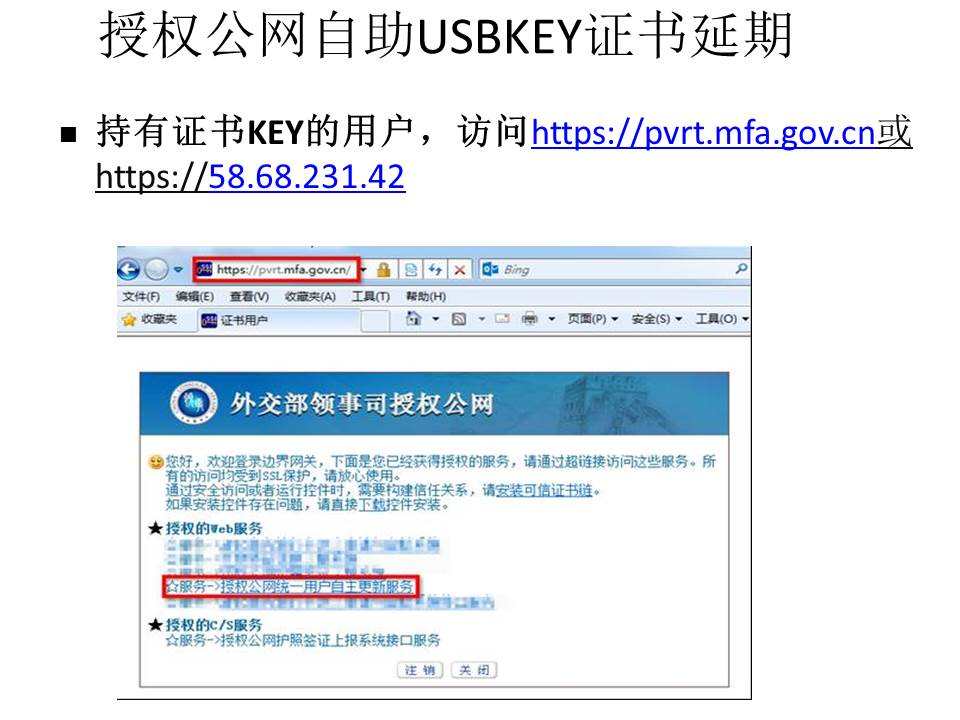 授权公网自助USBKEY证书延期
■ 持有证书KEY的用户，访问https://pvrt.mfa.gov.cn或
https://58.68.231.42
https://pvrt.mfa.gov.cn/ Bing
文件(F) 编辑(E) 查看(V) 收藏夹(A) 工具(T) 帮助(H)
收藏夹 证书用户 页面(P) 安全(S) 工具(O)
外交部领事司授权公网
您好，欢迎登录边界网关，下面是您已经获得授权的服务，请通过超链接访问这些服务。所
有的访问均受到SSL保护，请放心使用。
通过安全访问或者运行控件时，需要构建信任关系，请安装可信证书链。
如果安装控件存在问题，请直接下载控件安装。
★授权的Web服务
☆服务->授权公网统一用户自主更新服务
★授权的C/S服务
☆服务->授权公网护照签证上报系统接口服务
注 销 关 闭